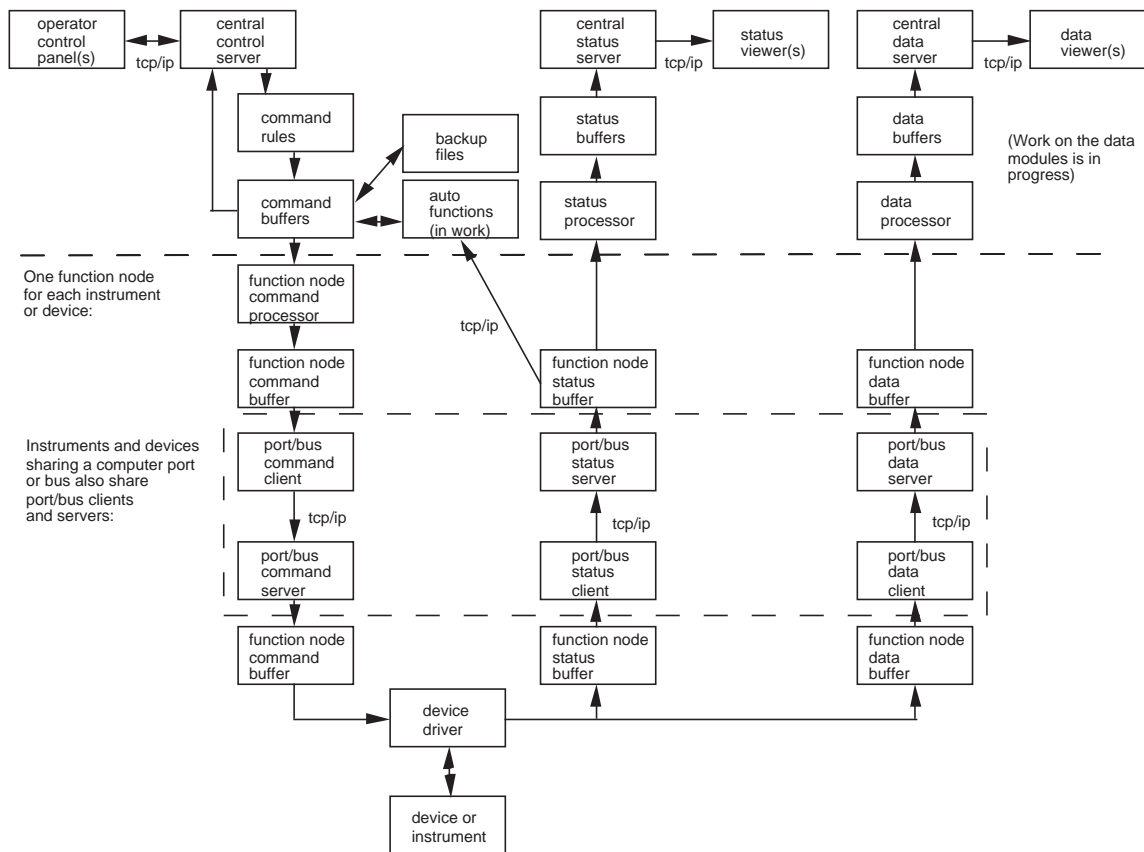 operator
control
panel(s)
tcp/ip
central
control
server
central
status
server
tcp/ip
status
viewer(s)
central
data
server
tcp/ip
data
viewer(s)
command
rules
backup
files
status
buffers
data
buffers
(Work on the data
modules is in
progress)
command
buffers
auto
functions
(in work)
status
processor
data
processor
One function node
for each instrument
or device:
function node
command
processor
tcp/ip
function node
command
buffer
function node
status
buffer
function node
data
buffer
Instruments and devices
sharing a computer port
or bus also share
port/bus clients
and servers:
port/bus
command
client
port/bus
status
server
port/bus
data
server
tcp/ip
tcp/ip
tcp/ip
port/bus
command
server
port/bus
status
client
port/bus
data
client
function node
command
buffer
function node
status
buffer
function node
data
buffer
device
driver
device or
instrument